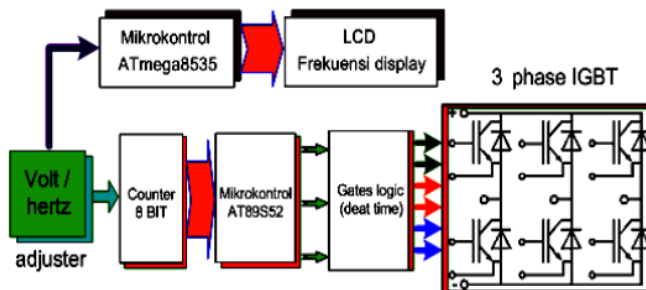 Mikrokontrol
ATmega8535
LCD
Frekuensi display
3 phase IGBT
Volt /
hertz
adjuster
Counter
8 BIT
Mikrokontrol
AT89S52
Gates logic
(deat time)
+
-